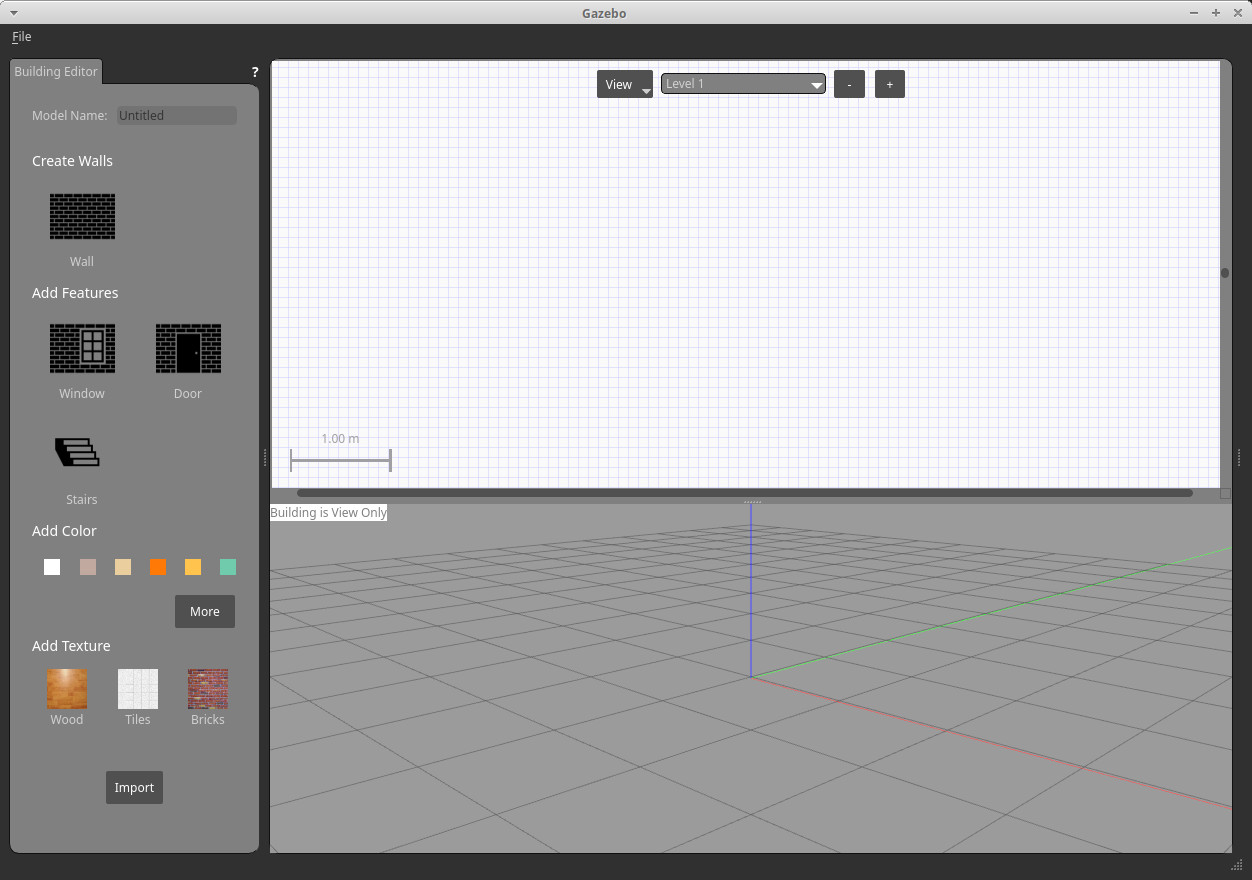 Gazebo
File
Building Editor
?
Model Name: Untitled
Create Walls
Wall
Add Features
Window Door
Stairs
Add Color
More
Add Texture
Wood Tiles Bricks
Import
View Level 1 - +
1.00 m
Building is View Only